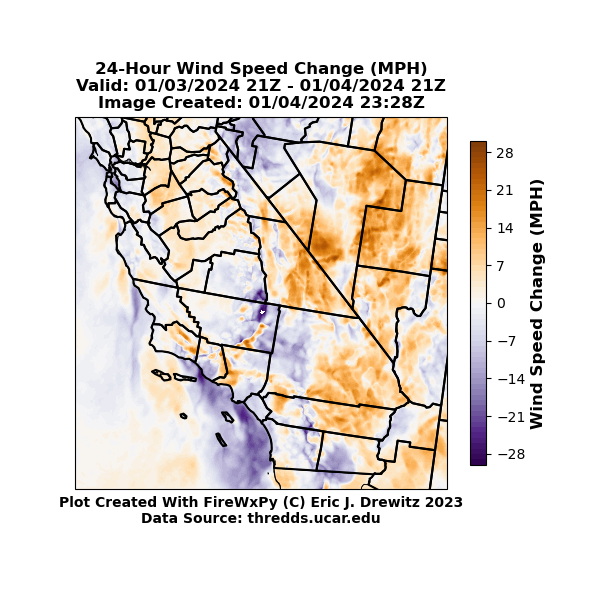 24-Hour Wind Speed Change (MPH)
Valid: 01/03/2024 21Z - 01/04/2024 21Z
Image Created: 01/04/2024 23:28Z
28
21
14
7
0
−7
−14
−21
−28
Wind Speed Change (MPH)
Plot Created With FireWxPy (C) Eric J. Drewitz 2023
Data Source: thredds.ucar.edu